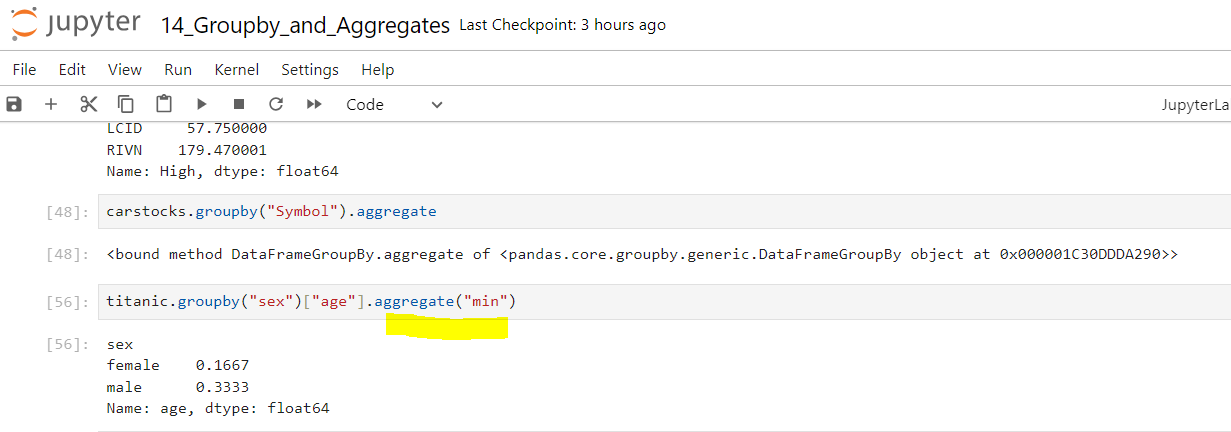 jupyter 14_Groupby_and_Aggregates Last Checkpoint: 3 hours ago
File Edit View Run Kernel Settings Help
Code JupyterLa
LCID 57.750000
RIVN 179.470001
Name: High, dtype: float64
[48]: carstocks.groupby("Symbol").aggregate
[48]: <bound method DataFrameGroupBy.aggregate of <pandas.core.groupby.generic.DataFrameGroupBy object at 0x000001C30DDDA290>>
[56]: titanic.groupby("sex")["age"].aggregate("min")
[56]: sex
female 0.1667
male 0.3333
Name: age, dtype: float64